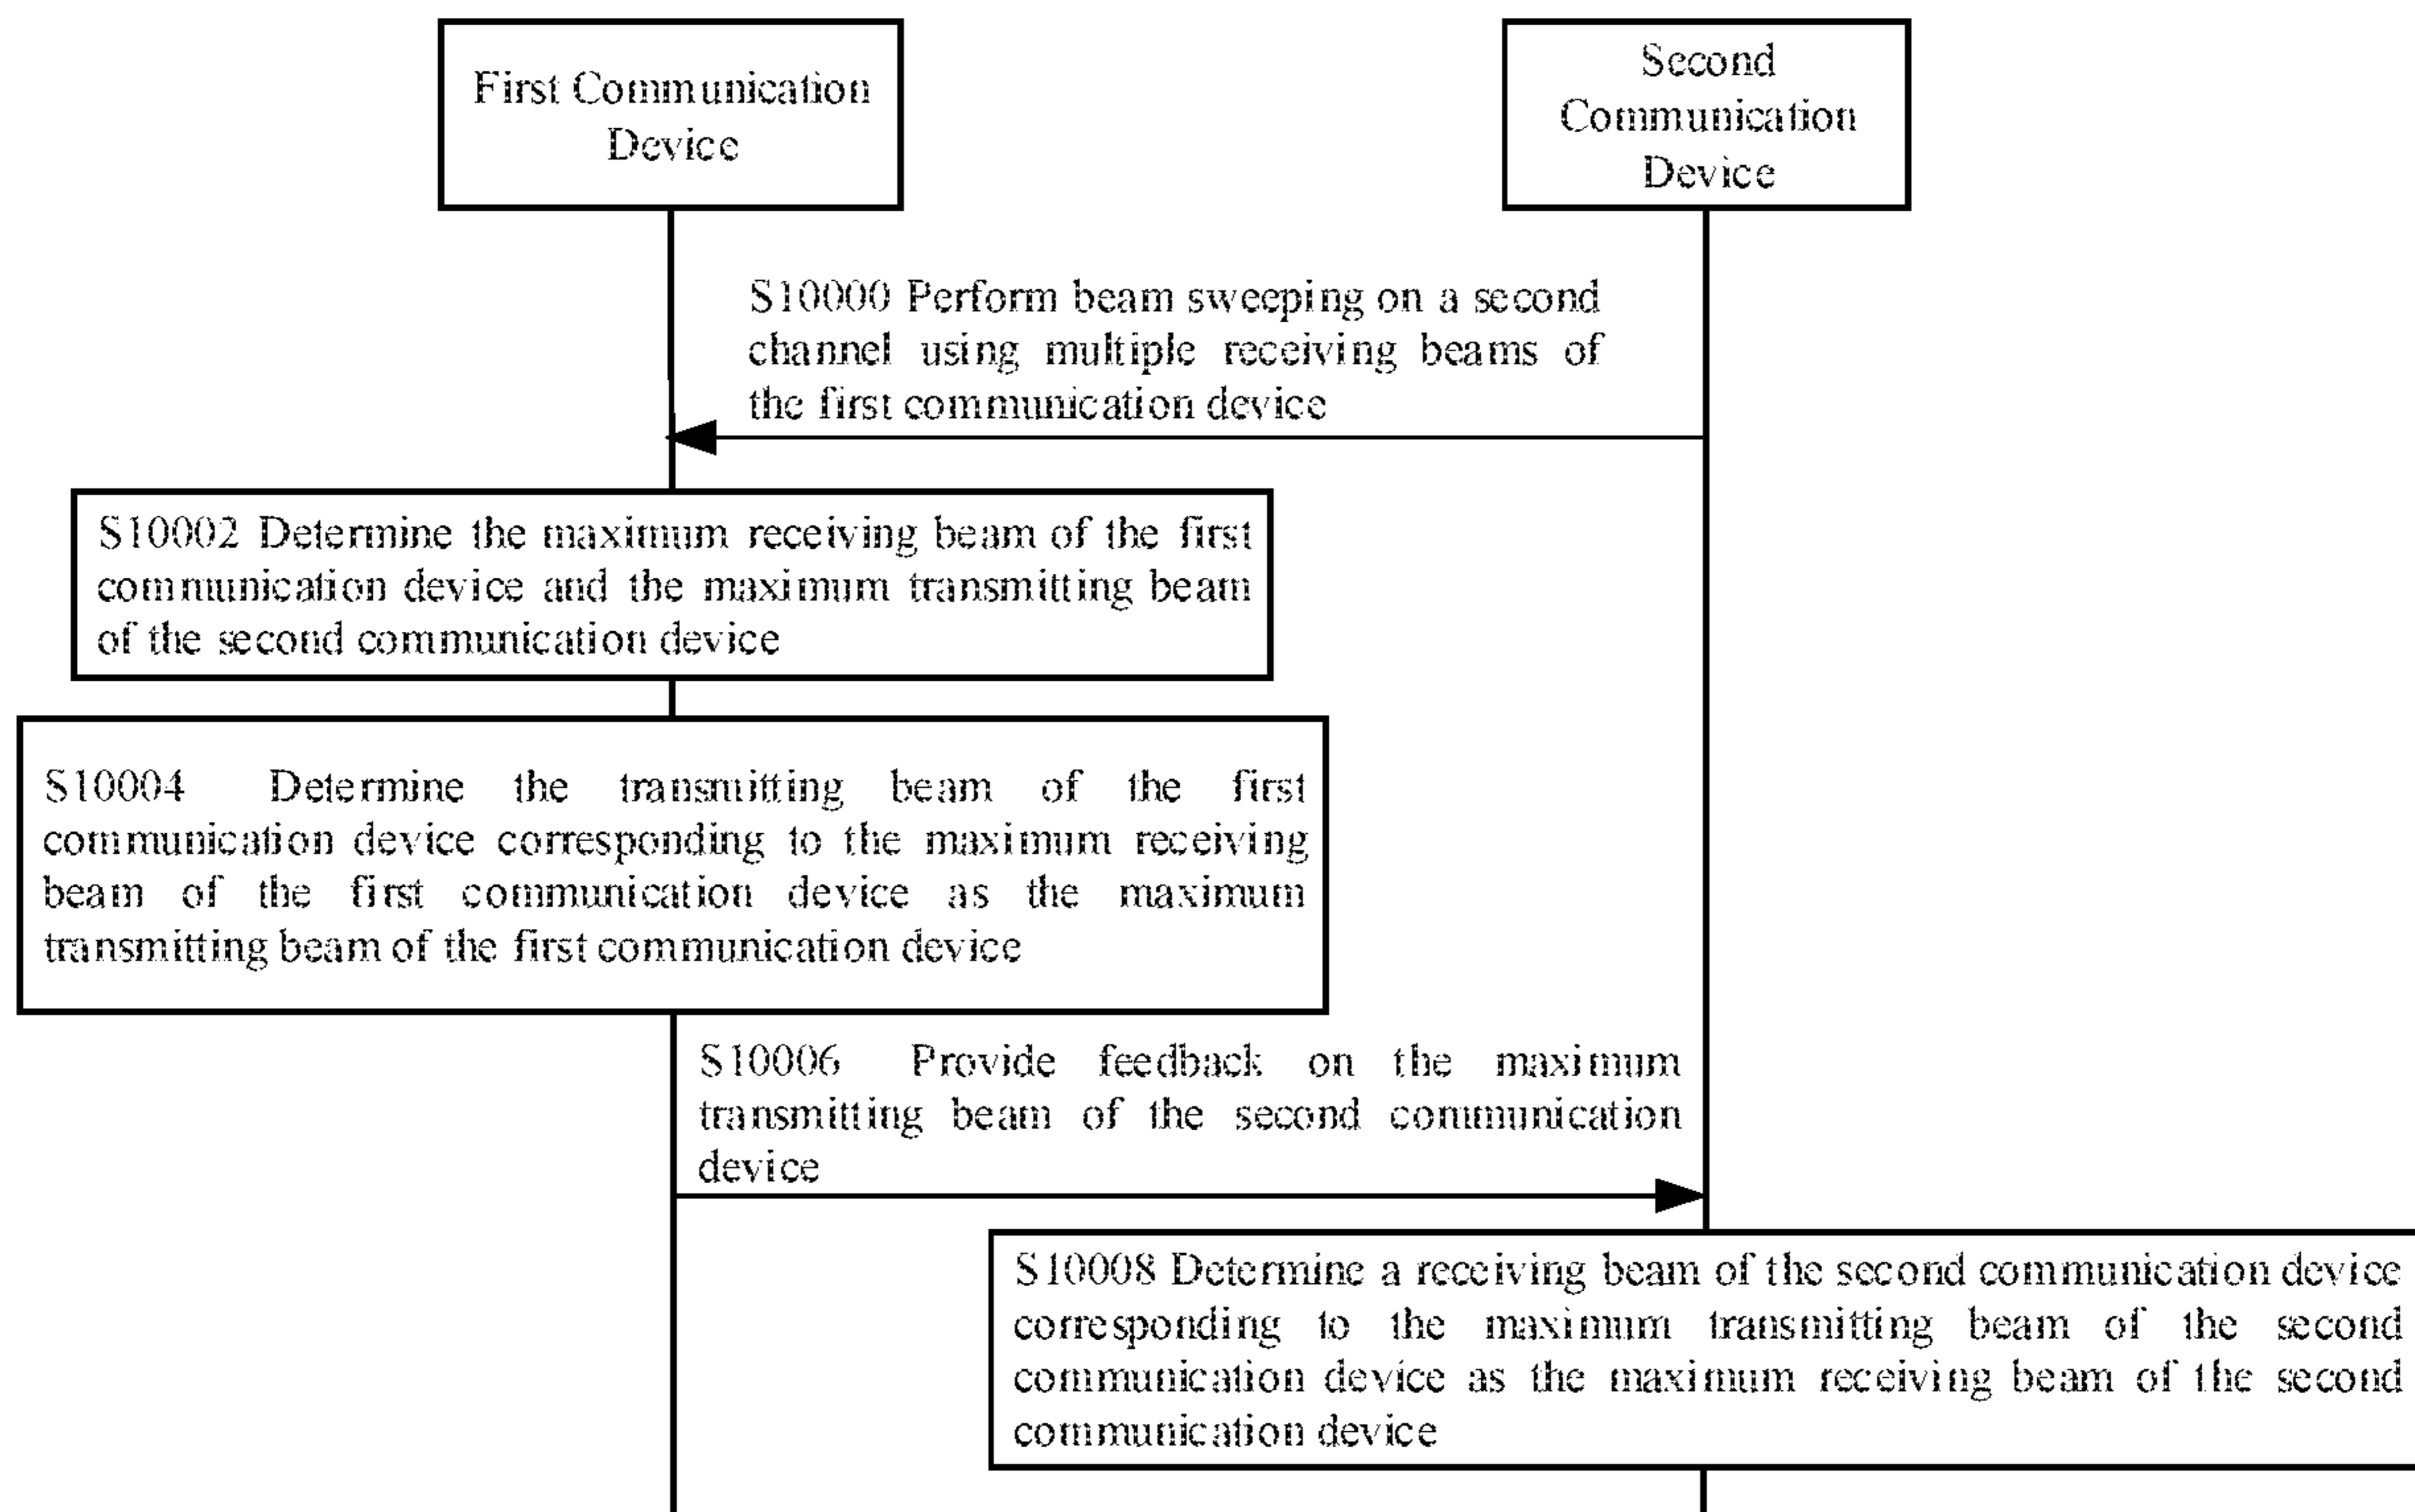 First Communication
Device
Second
Communication
Device
S10000 Perform beam sweeping on a second
channel using multiple receiving beams of
the first communication device
S10002 Determine the maximum receiving beam of the first
communication device and the maximum transmitting beam
of the second communication device
S10004 Determine the transmitting beam of the first
communication device corresponding to the maximum receiving
beam of the first communication device as the maximum
transmitting beam of the first communication device
S10006 Provide feedback on the maximum
transmitting beam of the second communication
device
S10008 Determine a receiving beam of the second communication device
corresponding to the maximum transmitting beam of the second
communication device as the maximum receiving beam of the second
communication device